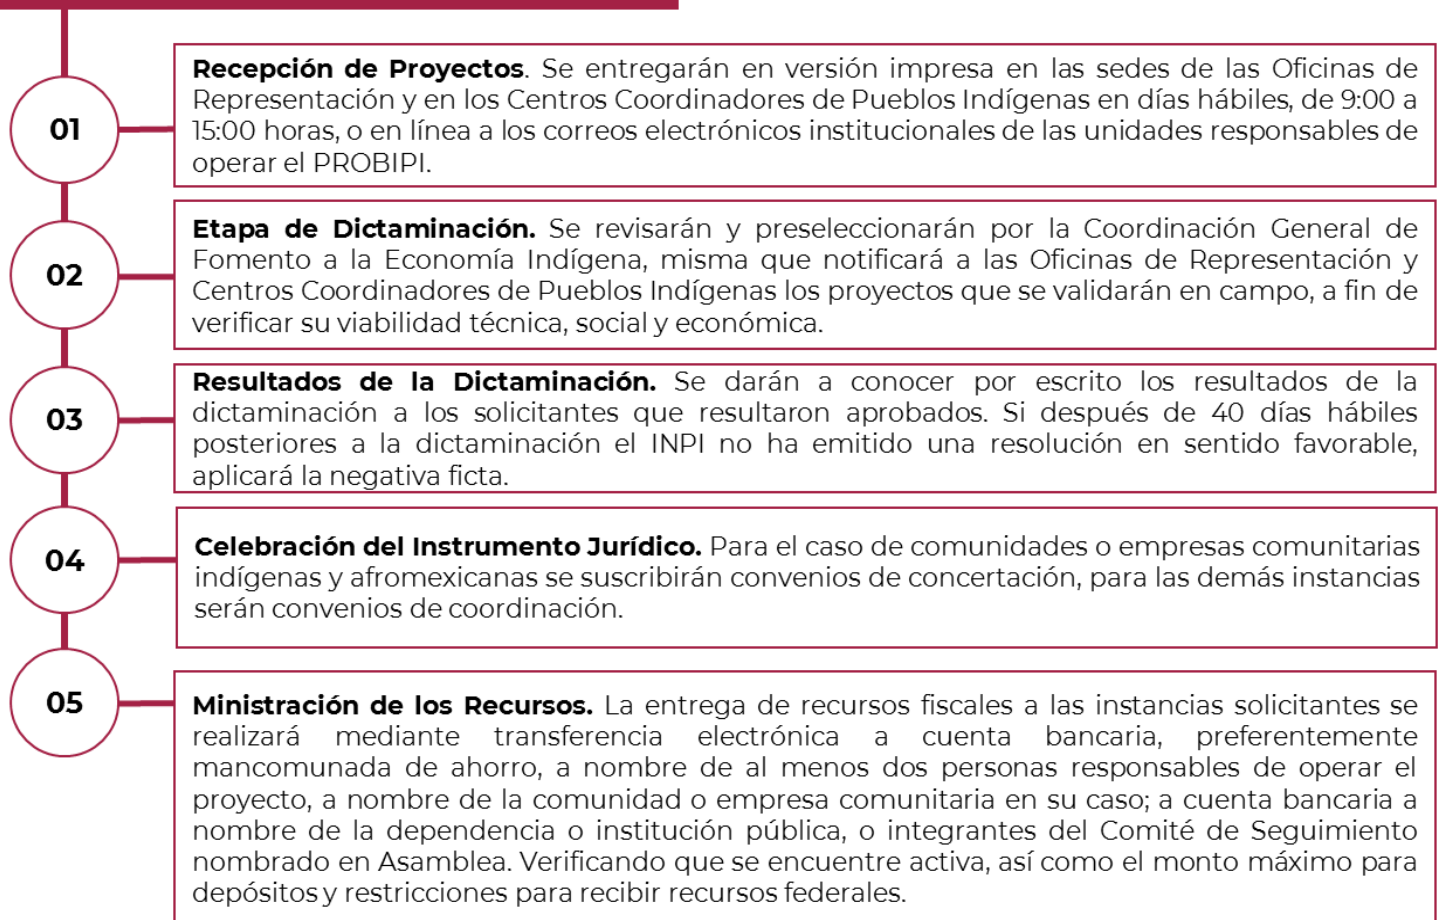 01
Recepción de Proyectos. Se entregarán en versión impresa en las sedes de las Oficinas de
Representación y en los Centros Coordinadores de Pueblos Indígenas en días hábiles, de 9:00 a
15:00 horas, o en línea a los correos electrónicos institucionales de las unidades responsables de
operar el PROBIPI.
02
Etapa de Dictaminación. Se revisarán y preseleccionarán por la Coordinación General de
Fomento a la Economía Indígena, misma que notificará a las Oficinas de Representación y
Centros Coordinadores de Pueblos Indígenas los proyectos que se validarán en campo, a fin de
verificar su viabilidad técnica, social y económica.
03
Resultados de la Dictaminación. Se darán a conocer por escrito los resultados de la
dictaminación a los solicitantes que resultaron aprobados. Si después de 40 días hábiles
posteriores a la dictaminación el INPI no ha emitido una resolución en sentido favorable,
aplicará la negativa ficta.
04
Celebración del Instrumento Jurídico. Para el caso de comunidades o empresas comunitarias
indígenas y afromexicanas se suscribirán convenios de concertación, para las demás instancias
serán convenios de coordinación.
05
Ministración de los Recursos. La entrega de recursos fiscales a las instancias solicitantes se
realizará mediante transferencia electrónica a cuenta bancaria, preferentemente
mancomunada de ahorro, a nombre de al menos dos personas responsables de operar el
proyecto, a nombre de la comunidad o empresa comunitaria en su caso; a cuenta bancaria a
nombre de la dependencia o institución pública, o integrantes del Comité de Seguimiento
nombrado en Asamblea. Verificando que se encuentre activa, así como el monto máximo para
depósitos y restricciones para recibir recursos federales.